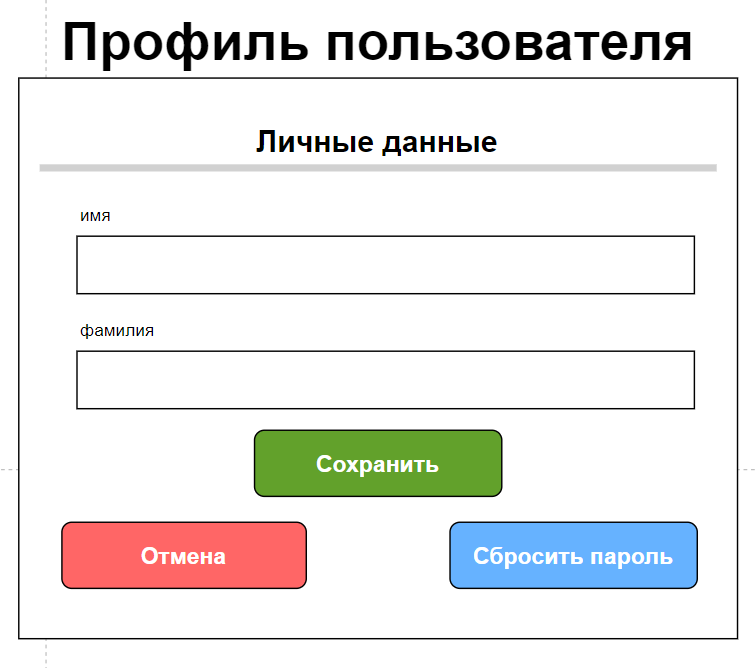 Профиль пользователя
Личные данные
имя
фамилия
Сохранить
Отмена
Сбросить пароль